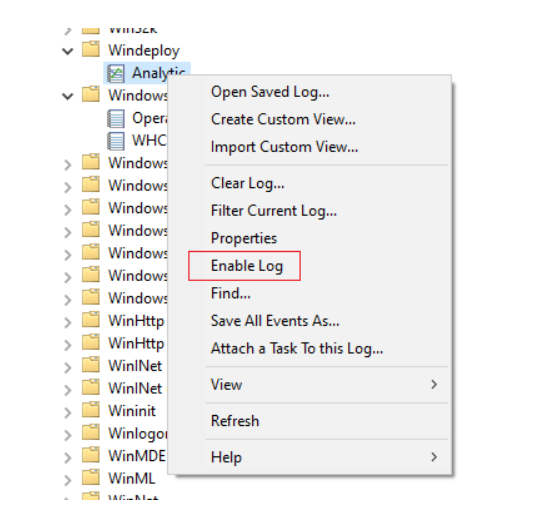 Win32k
Windeploy
Analytic
Windows
Opera
WHC
Windows
Windows
Windows
Windows
Windows
Windows
Windows
WinHttp
WinHttp
WinINet
WinINet
Wininit
Winlogo
WinMDE
WinML
WinNat
Open Saved Log...
Create Custom View...
Import Custom View...
Clear Log...
Filter Current Log...
Properties
Enable Log
Find...
Save All Events As...
Attach a Task To this Log...
View
Refresh
Help